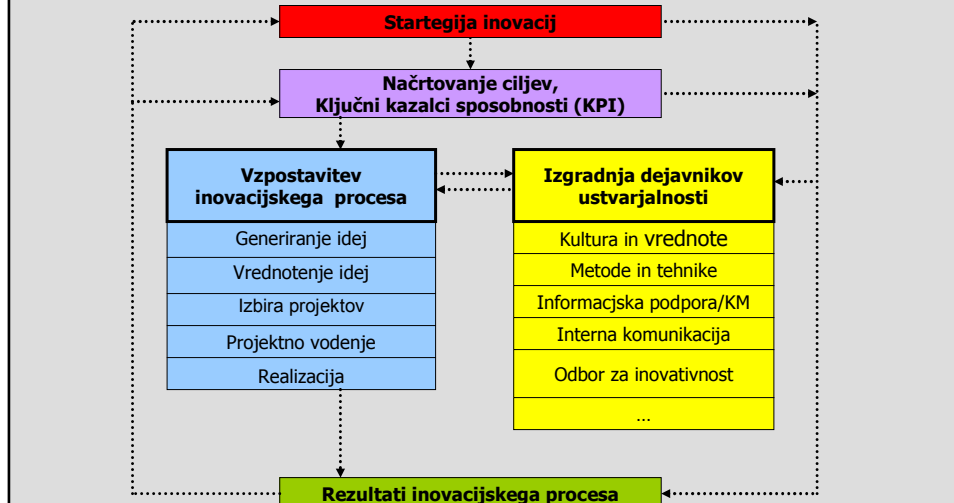 Startegija inovacij
Načrtovanje ciljev,
Ključni kazalci sposobnosti (KPI)
Vzpostavitev
inovacijskega procesa
Generiranje idej
Vrednotenje idej
Izbira projektov
Projektno vodenje
Realizacija
Izgradnja dejavnikov
ustvarjalnosti
Kultura in vrednote
Metode in tehnike
Informacjska podpora/KM
Interna komunikacija
Odbor za inovativnost
...
Rezultati inovacijskega procesa